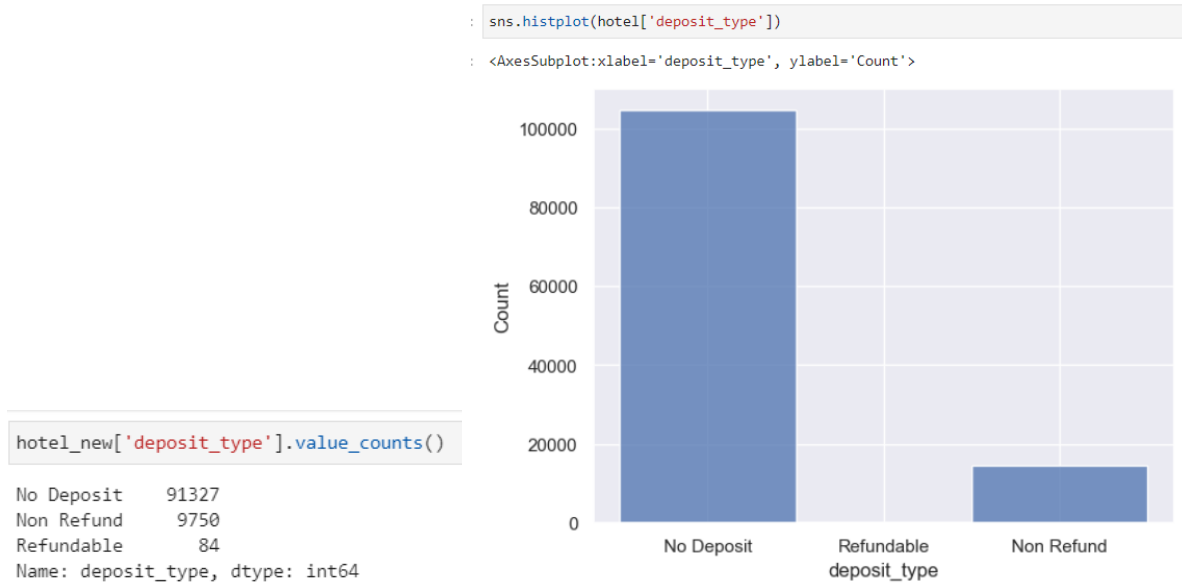 : sns.histplot(hotel['deposit_type'])
: <AxesSubplot:xlabel='deposit_type', ylabel='Count'>
100000
80000
60000
40000
20000
0
Count
No Deposit Refundable Non Refund
deposit_type
hotel_new['deposit_type'].value_counts()
No Deposit    91327
Non Refund     9750
Refundable       84
Name: deposit_type, dtype: int64